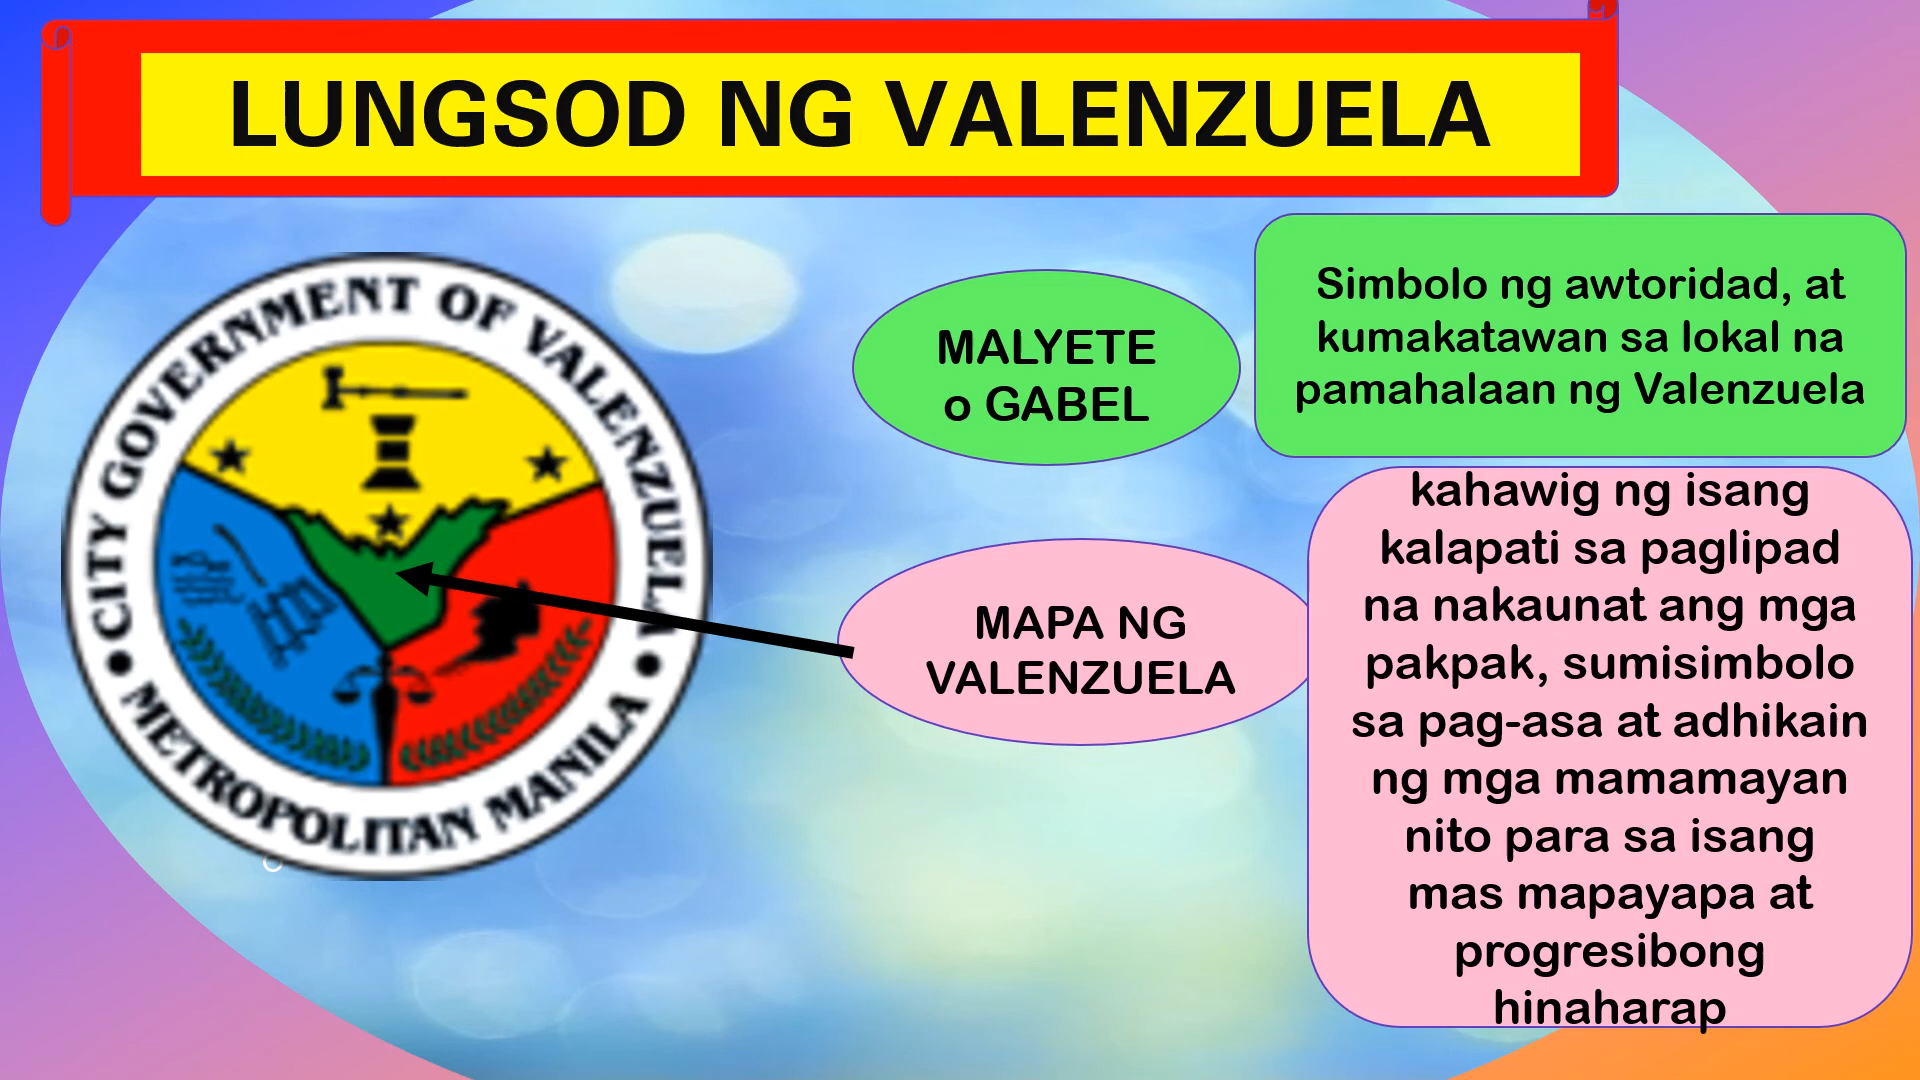 LUNGSOD NG VALENZUELA
CITY GOVERNMENT OF VALENZUELA
• METROPOLITAN MANILA •
MALYETE
o GABEL
Simbolo ng awtoridad, at
kumakatawan sa lokal na
pamahalaan ng Valenzuela
MAPA NG
VALENZUELA
kahawig ng isang
kalapati sa paglipad
na nakaunat ang mga
pakpak, sumisimbolo
sa pag-asa at adhikain
ng mga mamamayan
nito para sa isang
mas mapayapa at
progresibong
hinaharap